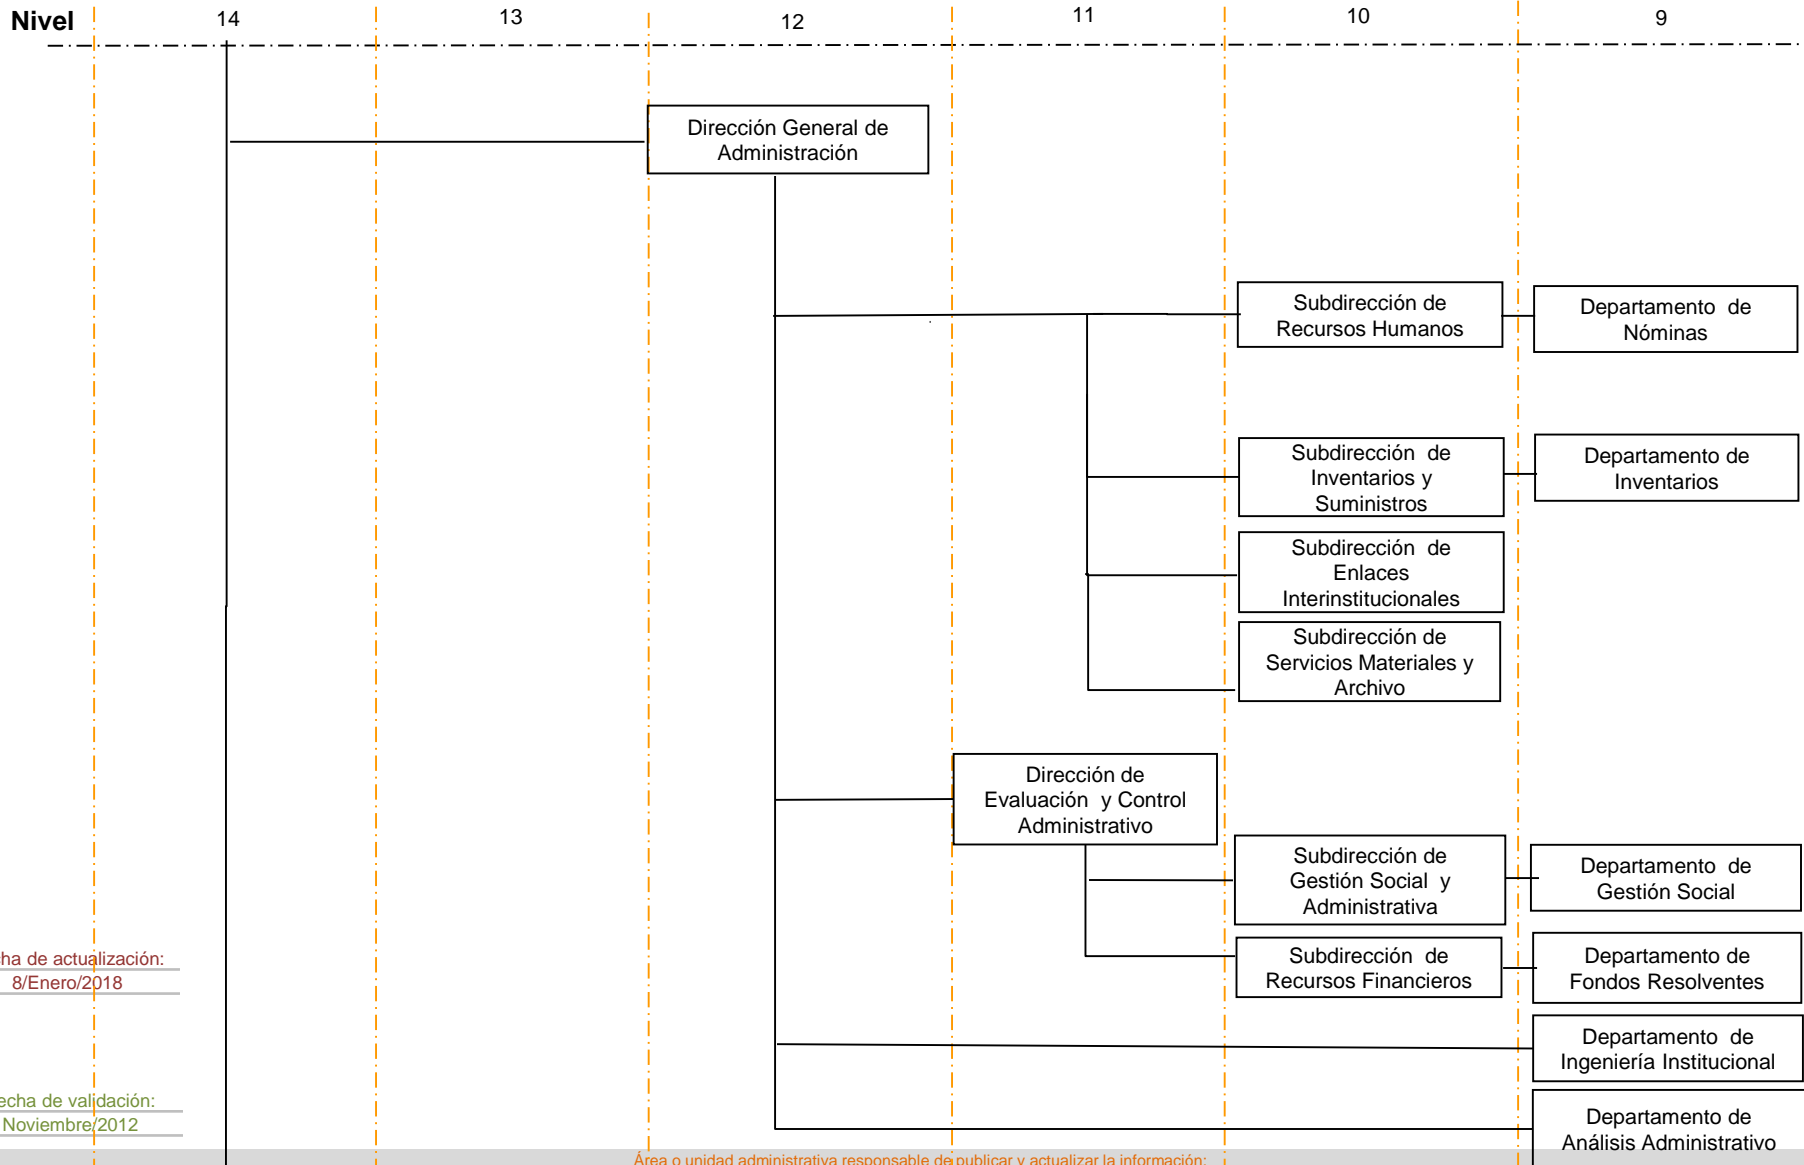 Nivel 14 13 12 11 10 9
Dirección General de
Administración
Subdirección de
Recursos Humanos
Departamento de
Nóminas
Subdirección de
Inventarios y
Suministros
Departamento de
Inventarios
Subdirección de
Enlaces
Interinstitucionales
Subdirección de
Servicios Materiales y
Archivo
Dirección de
Evaluación y Control
Administrativo
Subdirección de
Gestión Social y
Administrativa
Departamento de
Gestión Social
Subdirección de
Recursos Financieros
Departamento de
Fondos Resolventes
Departamento de
Ingeniería Institucional
Departamento de
Análisis Administrativo
cha de actualización:
8/Enero/2018
echa de validación:
Noviembre/2012
Área o unidad administrativa responsable de publicar y actualizar la información: